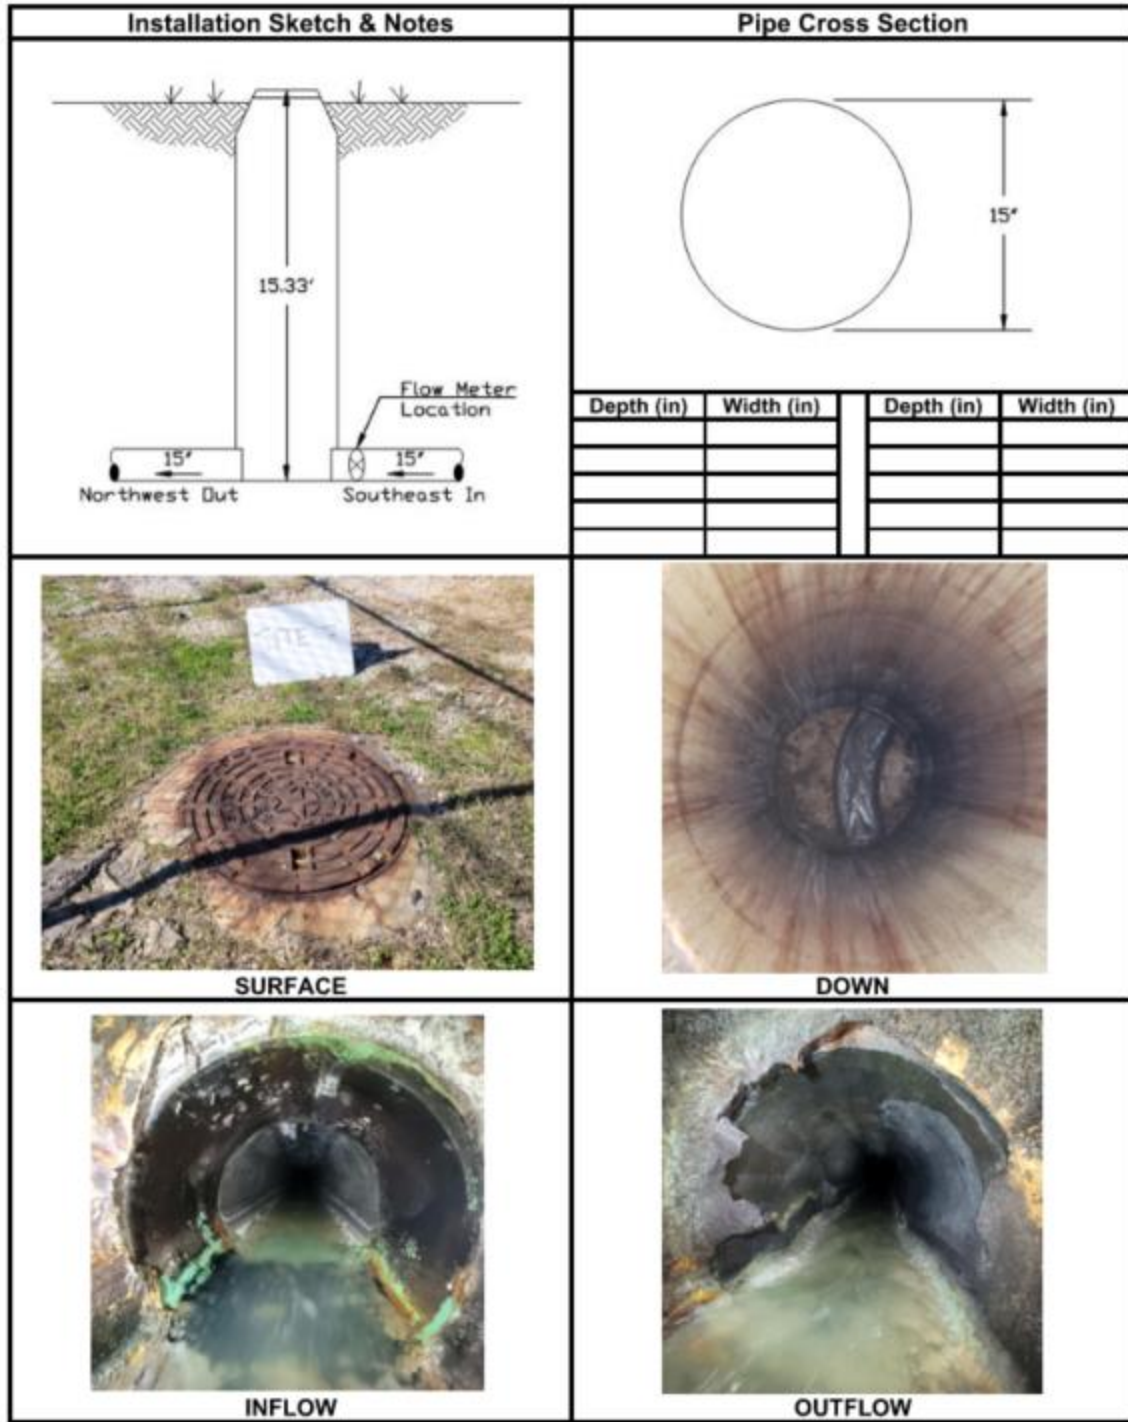 Installation Sketch & Notes
Pipe Cross Section
15.33'
Flow Meter
Location
15"
15"
Northwest Out
Southeast In
15"
Depth (in) Width (in) Depth (in) Width (in)
SITE
SURFACE
DOWN
INFLOW
OUTFLOW